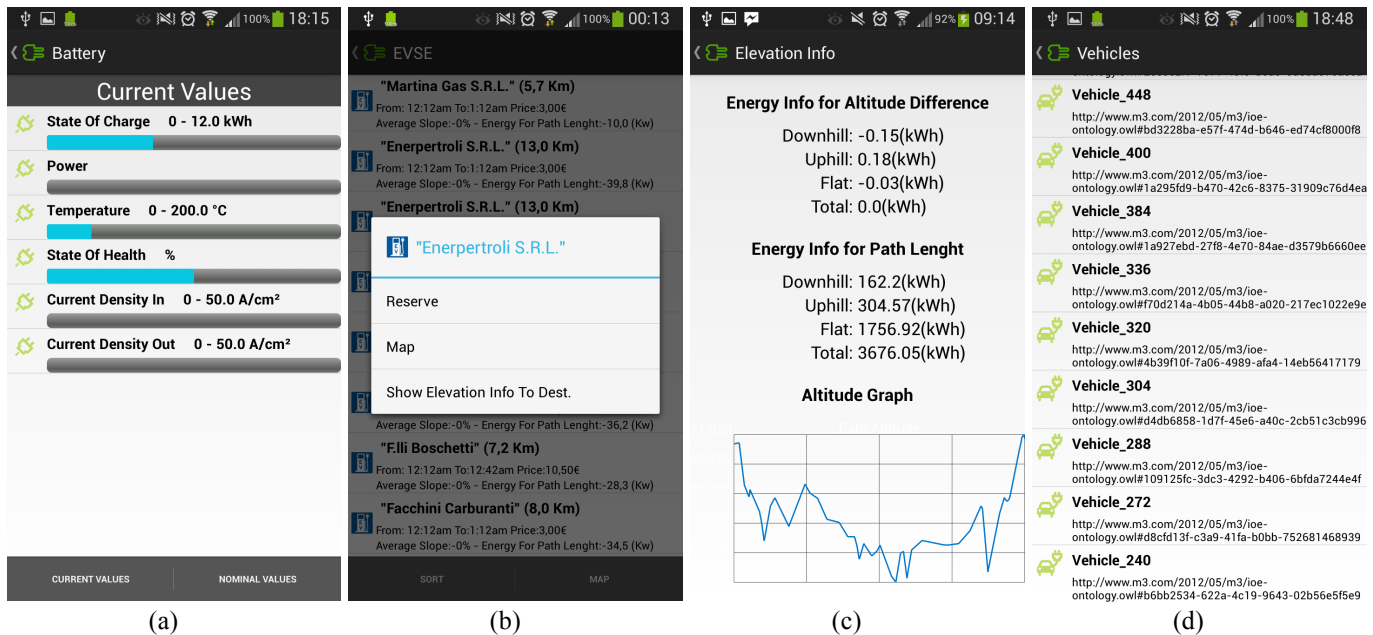 100% 18:15
Battery
Current Values
State Of Charge 0 - 12.0 kWh
Power
Temperature 0 - 200.0 °C
State Of Health %
Current Density In 0 - 50.0 A/cm²
Current Density Out 0 - 50.0 A/cm²
CURRENT VALUES NOMINAL VALUES
(a)
100% 00:13
EVSE
"Martina Gas S.R.L." (5,7 Km)
From: 12:12am To:1:12am Price:3,00€
Average Slope:-0% - Energy For Path Lenght:-10,0 (Kw)
"Enerpertroli S.R.L." (13,0 Km)
From: 12:12am To:1:12am Price:3,00€
Average Slope:-0% - Energy For Path Lenght:-39,8 (Kw)
"Enerpertroli S.R.L." (13,0 Km)
"Enerpertroli S.R.L."
Reserve
Map
Show Elevation Info To Dest.
Average Slope:-0% - Energy For Path Lenght:-36,2 (Kw)
"F.lli Boschetti" (7,2 Km)
From: 12:12am To:12:42am Price:10,50€
Average Slope:-0% - Energy For Path Lenght:-28,3 (Kw)
"Facchini Carburanti" (8,0 Km)
From: 12:12am To:1:12am Price:3,00€
Average Slope:-0% - Energy For Path Lenght:-34,5 (Kw)
SORT MAP
(b)
92% 09:14
Elevation Info
Energy Info for Altitude Difference
Downhill: -0.15(kWh)
Uphill: 0.18(kWh)
Flat: -0.03(kWh)
Total: 0.0(kWh)
Energy Info for Path Lenght
Downhill: 162.2(kWh)
Uphill: 304.57(kWh)
Flat: 1756.92(kWh)
Total: 3676.05(kWh)
Altitude Graph
Path Altitude
(c)
100% 18:48
Vehicles
Vehicle_448
http://www.m3.com/2012/05/m3/ioe-
ontology.owl#bd3228ba-e57f-474d-b646-ed74cf8000f8
Vehicle_400
http://www.m3.com/2012/05/m3/ioe-
ontology.owl#1a295fd9-b470-42c6-8375-31909c76d4ea
Vehicle_384
http://www.m3.com/2012/05/m3/ioe-
ontology.owl#1a927ebd-27f8-4e70-84ae-d3579b6660ee
Vehicle_336
http://www.m3.com/2012/05/m3/ioe-
ontology.owl#f70d214a-4b05-44b8-a020-217ec1022e9e
Vehicle_320
http://www.m3.com/2012/05/m3/ioe-
ontology.owl#4b39f10f-7a06-4989-afa4-14eb56417179
Vehicle_304
http://www.m3.com/2012/05/m3/ioe-
ontology.owl#d4db6858-1d7f-45e6-a40c-2cb51c3cb996
Vehicle_288
http://www.m3.com/2012/05/m3/ioe-
ontology.owl#109125fc-3dc3-4292-b406-6bfda7244e4f
Vehicle_272
http://www.m3.com/2012/05/m3/ioe-
ontology.owl#d8cfd13f-c3a9-41fa-b0bb-752681468939
Vehicle_240
http://www.m3.com/2012/05/m3/ioe-
ontology.owl#b6bb2534-622a-4c19-9643-02b56e5f5e9
(d)